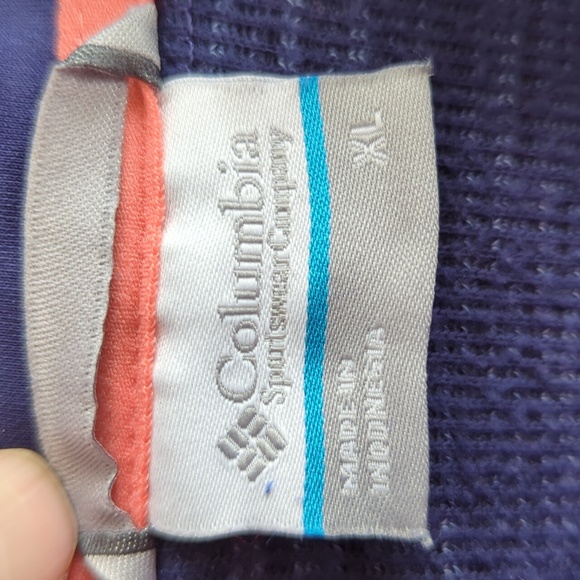 Columbia
Sportswear Company
XL
MADE IN
INDONESIA